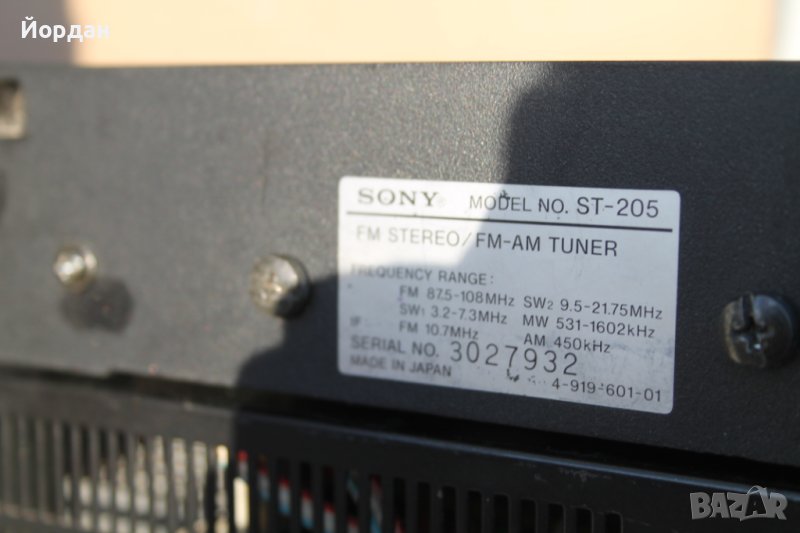 Йордан
SONY® MODEL NO. ST-205
FM STEREO/FM-AM TUNER
FREQUENCY RANGE:
FM 87.5-108MHz SW2 9.5-21.75MHz
SW1 3.2-7.3MHz MW 531-1602kHz
IF FM 10.7MHz AM 450kHz
SERIAL NO. 3027932
MADE IN JAPAN 4-919-601-01
BAZAR